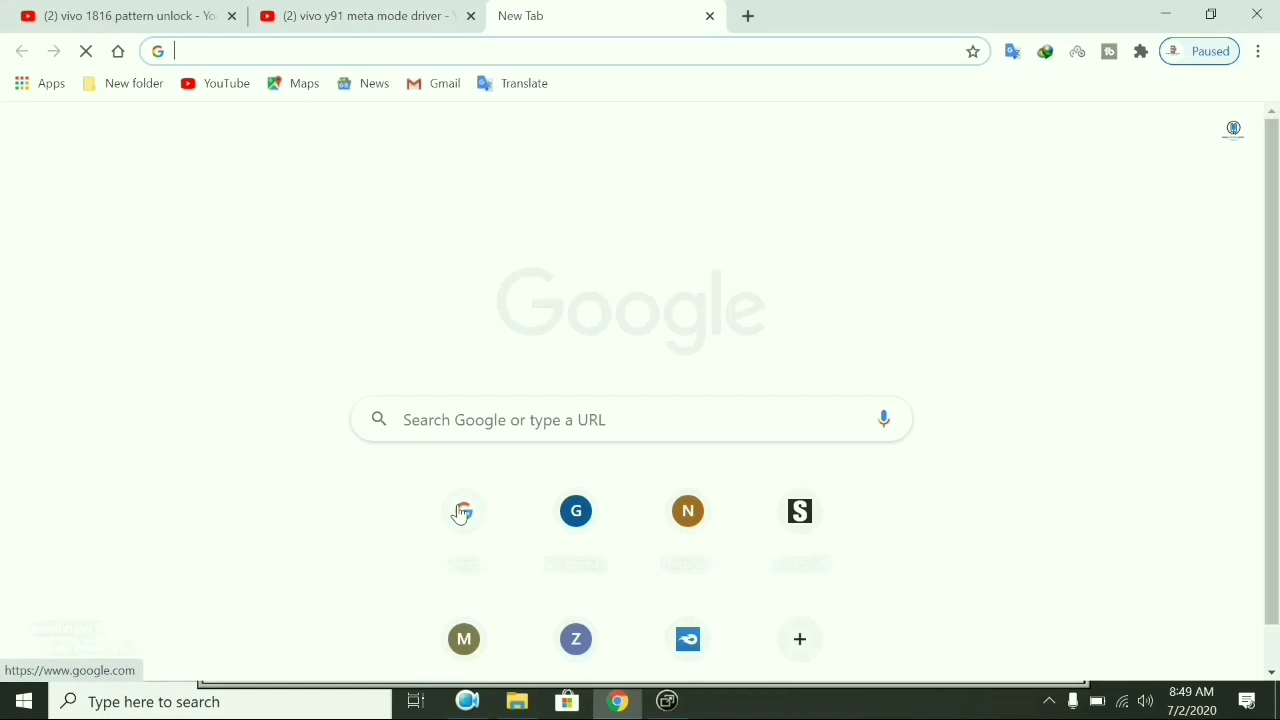 (2) vivo 1816 pattern unlock - Yo
(2) vivo y91 meta mode driver -
New Tab
Paused
Apps
New folder
YouTube
Maps
News
Gmail
Translate
Google
Search Google or type a URL
G
N
S
M
Z
https://www.google.com
Type here to search
8:49 AM
7/2/2020